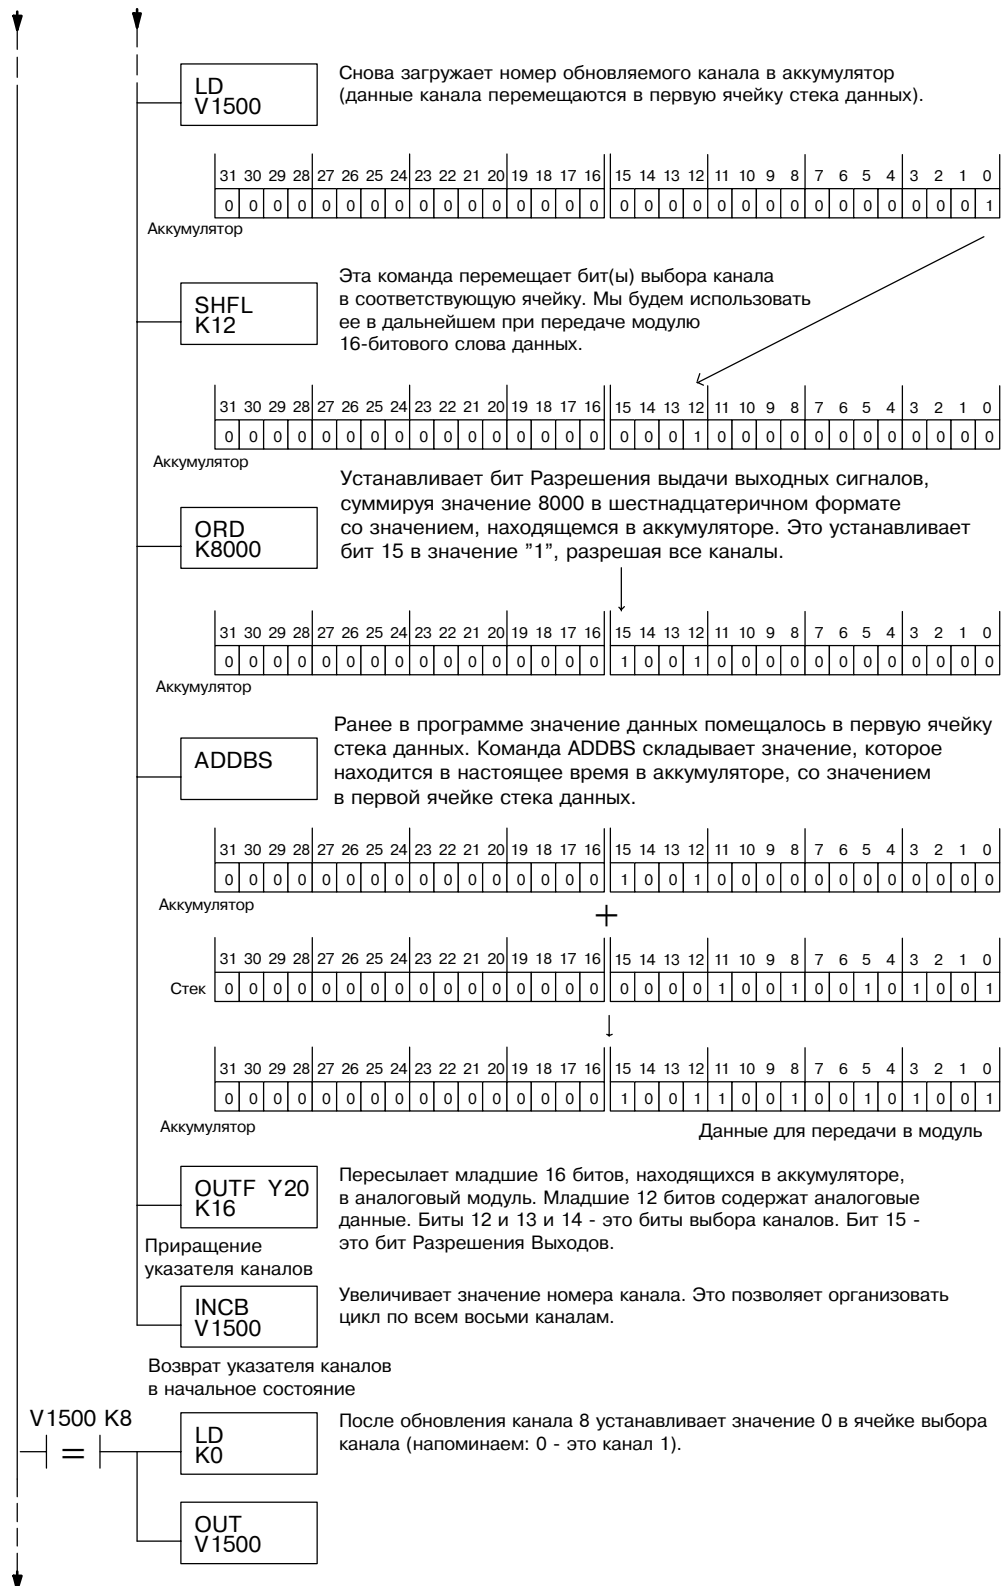 LD
V1500
Снова загружает номер обновляемого канала в аккумулятор
(данные канала перемещаются в первую ячейку стека данных).
31 30 29 28 27 26 25 24 23 22 21 20 19 18 17 16 15 14 13 12 11 10 9 8 7 6 5 4 3 2 1 0
0 0 0 0 0 0 0 0 0 0 0 0 0 0 0 0 0 0 0 0 0 0 0 0 0 0 0 0 0 0 0 1
Аккумулятор
SHFL
K12
Эта команда перемещает бит(ы) выбора канала
в соответствующую ячейку. Мы будем использовать
ее в дальнейшем при передаче модулю
16-битового слова данных.
31 30 29 28 27 26 25 24 23 22 21 20 19 18 17 16 15 14 13 12 11 10 9 8 7 6 5 4 3 2 1 0
0 0 0 0 0 0 0 0 0 0 0 0 0 0 0 0 0 0 0 1 0 0 0 0 0 0 0 0 0 0 0 0
Аккумулятор
ORD
K8000
Устанавливает бит Разрешения выдачи выходных сигналов,
суммируя значение 8000 в шестнадцатеричном формате
со значением, находящемся в аккумуляторе. Это устанавливает
бит 15 в значение ”1”, разрешая все каналы.
31 30 29 28 27 26 25 24 23 22 21 20 19 18 17 16 15 14 13 12 11 10 9 8 7 6 5 4 3 2 1 0
0 0 0 0 0 0 0 0 0 0 0 0 0 0 0 0 1 0 0 1 0 0 0 0 0 0 0 0 0 0 0 0
Аккумулятор
ADDBS
Ранее в программе значение данных помещалось в первую ячейку
стека данных. Команда ADDBS складывает значение, которое
находится в настоящее время в аккумуляторе, со значением
в первой ячейке стека данных.
31 30 29 28 27 26 25 24 23 22 21 20 19 18 17 16 15 14 13 12 11 10 9 8 7 6 5 4 3 2 1 0
0 0 0 0 0 0 0 0 0 0 0 0 0 0 0 0 1 0 0 1 0 0 0 0 0 0 0 0 0 0 0 0
Аккумулятор
+
31 30 29 28 27 26 25 24 23 22 21 20 19 18 17 16 15 14 13 12 11 10 9 8 7 6 5 4 3 2 1 0
Стек 0 0 0 0 0 0 0 0 0 0 0 0 0 0 0 0 0 0 0 0 1 0 0 1 0 0 1 0 1 0 0 1
31 30 29 28 27 26 25 24 23 22 21 20 19 18 17 16 15 14 13 12 11 10 9 8 7 6 5 4 3 2 1 0
0 0 0 0 0 0 0 0 0 0 0 0 0 0 0 0 1 0 0 1 1 0 0 1 0 0 1 0 1 0 0 1
Аккумулятор
Данные для передачи в модуль
OUTF Y20
K16
Пересылает младшие 16 битов, находящихся в аккумуляторе,
в аналоговый модуль. Младшие 12 битов содержат аналоговые
данные. Биты 12 и 13 и 14 - это биты выбора каналов. Бит 15 -
это бит Разрешения Выходов.
Приращение
указателя каналов
INCB
V1500
Увеличивает значение номера канала. Это позволяет организовать
цикл по всем восьми каналам.
Возврат указателя каналов
в начальное состояние
V1500 K8
=
LD
K0
После обновления канала 8 устанавливает значение 0 в ячейке выбора
канала (напоминаем: 0 - это канал 1).
OUT
V1500